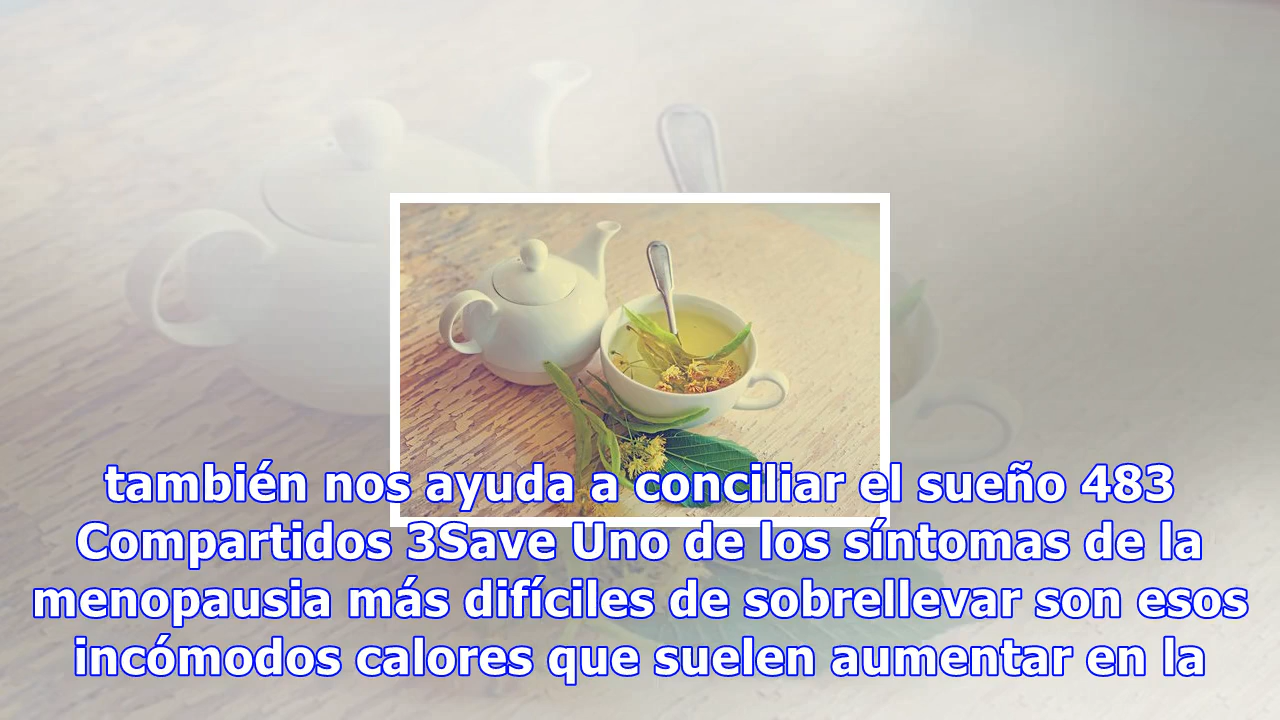 también nos ayuda a conciliar el sueño 483
Compartidos 3Save Uno de los síntomas de la
menopausia más difíciles de sobrellevar son esos
incómodos calores que suelen aumentar en la